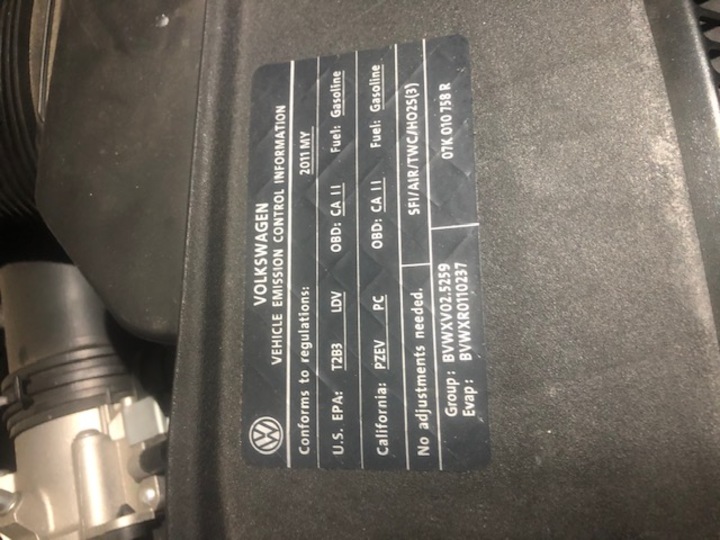 VOLKSWAGEN
VEHICLE EMISSION CONTROL INFORMATION
Conforms to regulations: 2011 MY
U.S. EPA: T2B3 LDV OBD: CA II Fuel: Gasoline
California: PZEV PC OBD: CA II Fuel: Gasoline
No adjustments needed. SFI/AIR/TWC/HO2S(3)
Group: BVWXV02.5259 07K 010 758 R
Evap: BVWXR0110237